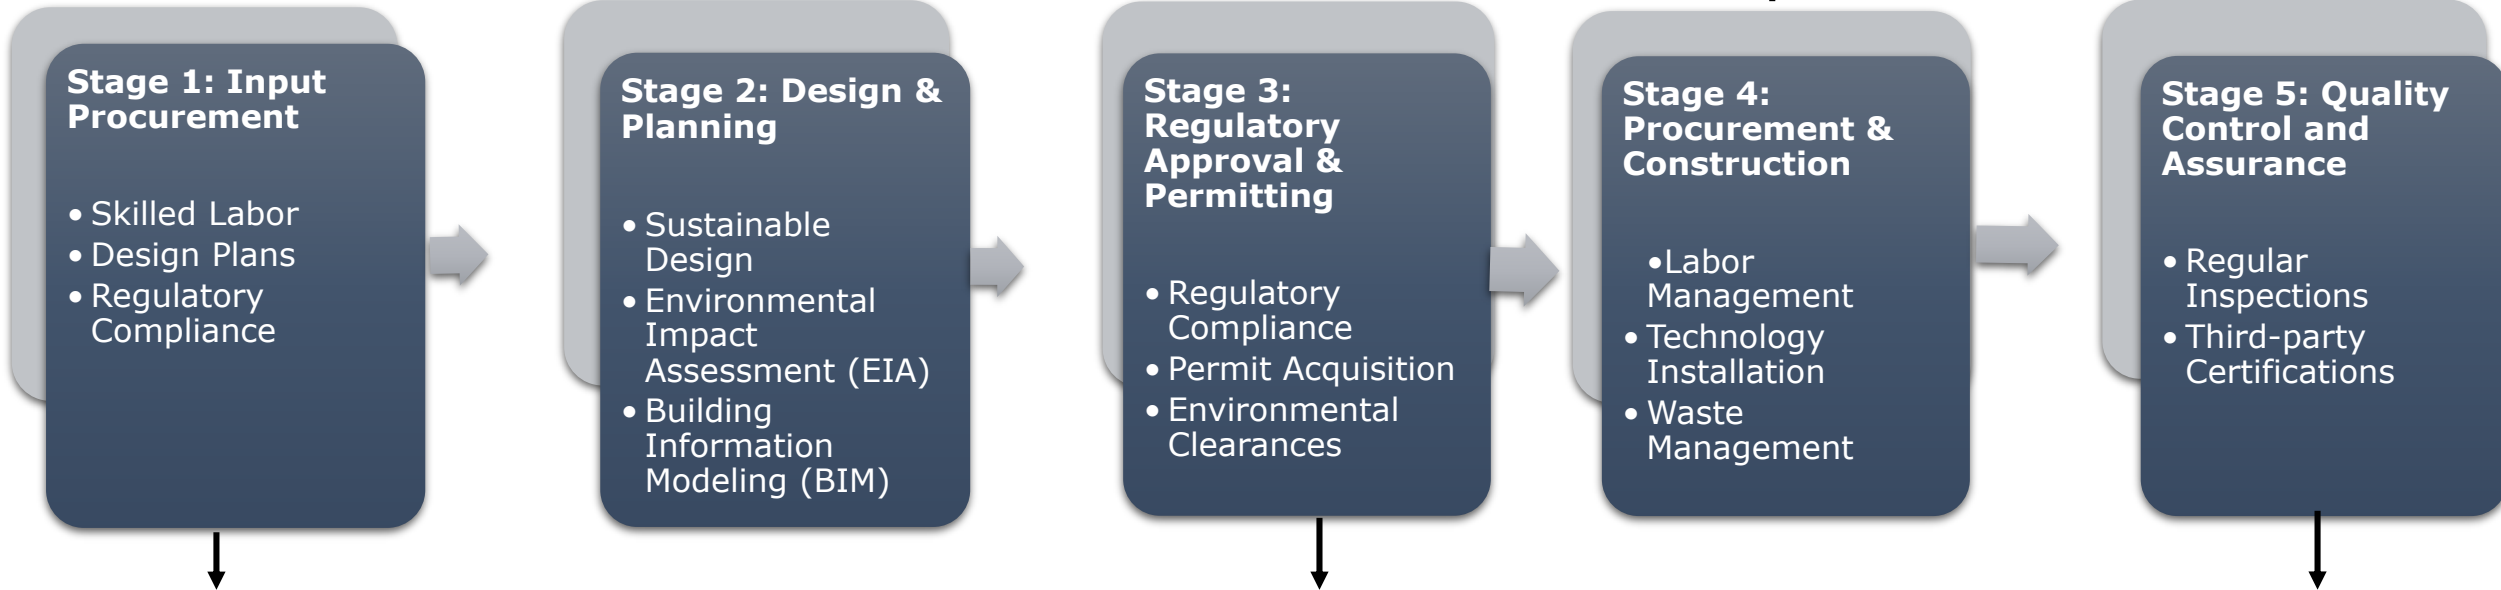 Stage 1: Input
Procurement
• Skilled Labor
• Design Plans
• Regulatory
Compliance
Stage 2: Design &
Planning
• Sustainable
Design
• Environmental
Impact
Assessment (EIA)
• Building
Information
Modeling (BIM)
Stage 3:
Regulatory
Approval &
Permitting
• Regulatory
Compliance
• Permit Acquisition
• Environmental
Clearances
Stage 4:
Procurement &
Construction
•Labor
Management
• Technology
Installation
• Waste
Management
Stage 5: Quality
Control and
Assurance
• Regular
Inspections
• Third-party
Certifications